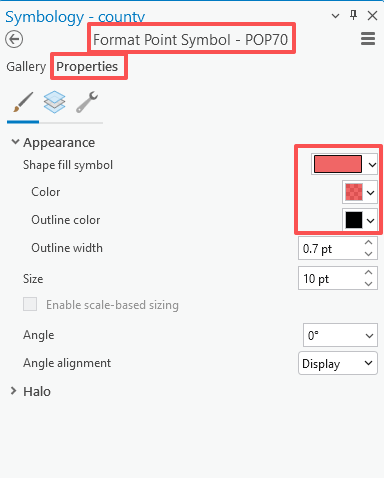 Symbology - county
Format Point Symbol - POP70
Gallery Properties
Appearance
Shape fill symbol
Color
Outline color
Outline width 0.7 pt
Size 10 pt
Enable scale-based sizing
Angle 0°
Angle alignment Display
Halo